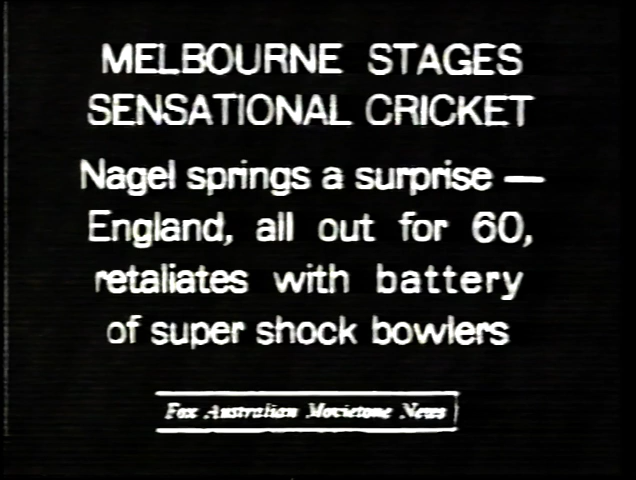 MELBOURNE STAGES
SENSATIONAL CRICKET
Nagel springs a surprise —
England, all out for 60,
retaliates with battery
of super shock bowlers
Fox Australian Movietone News